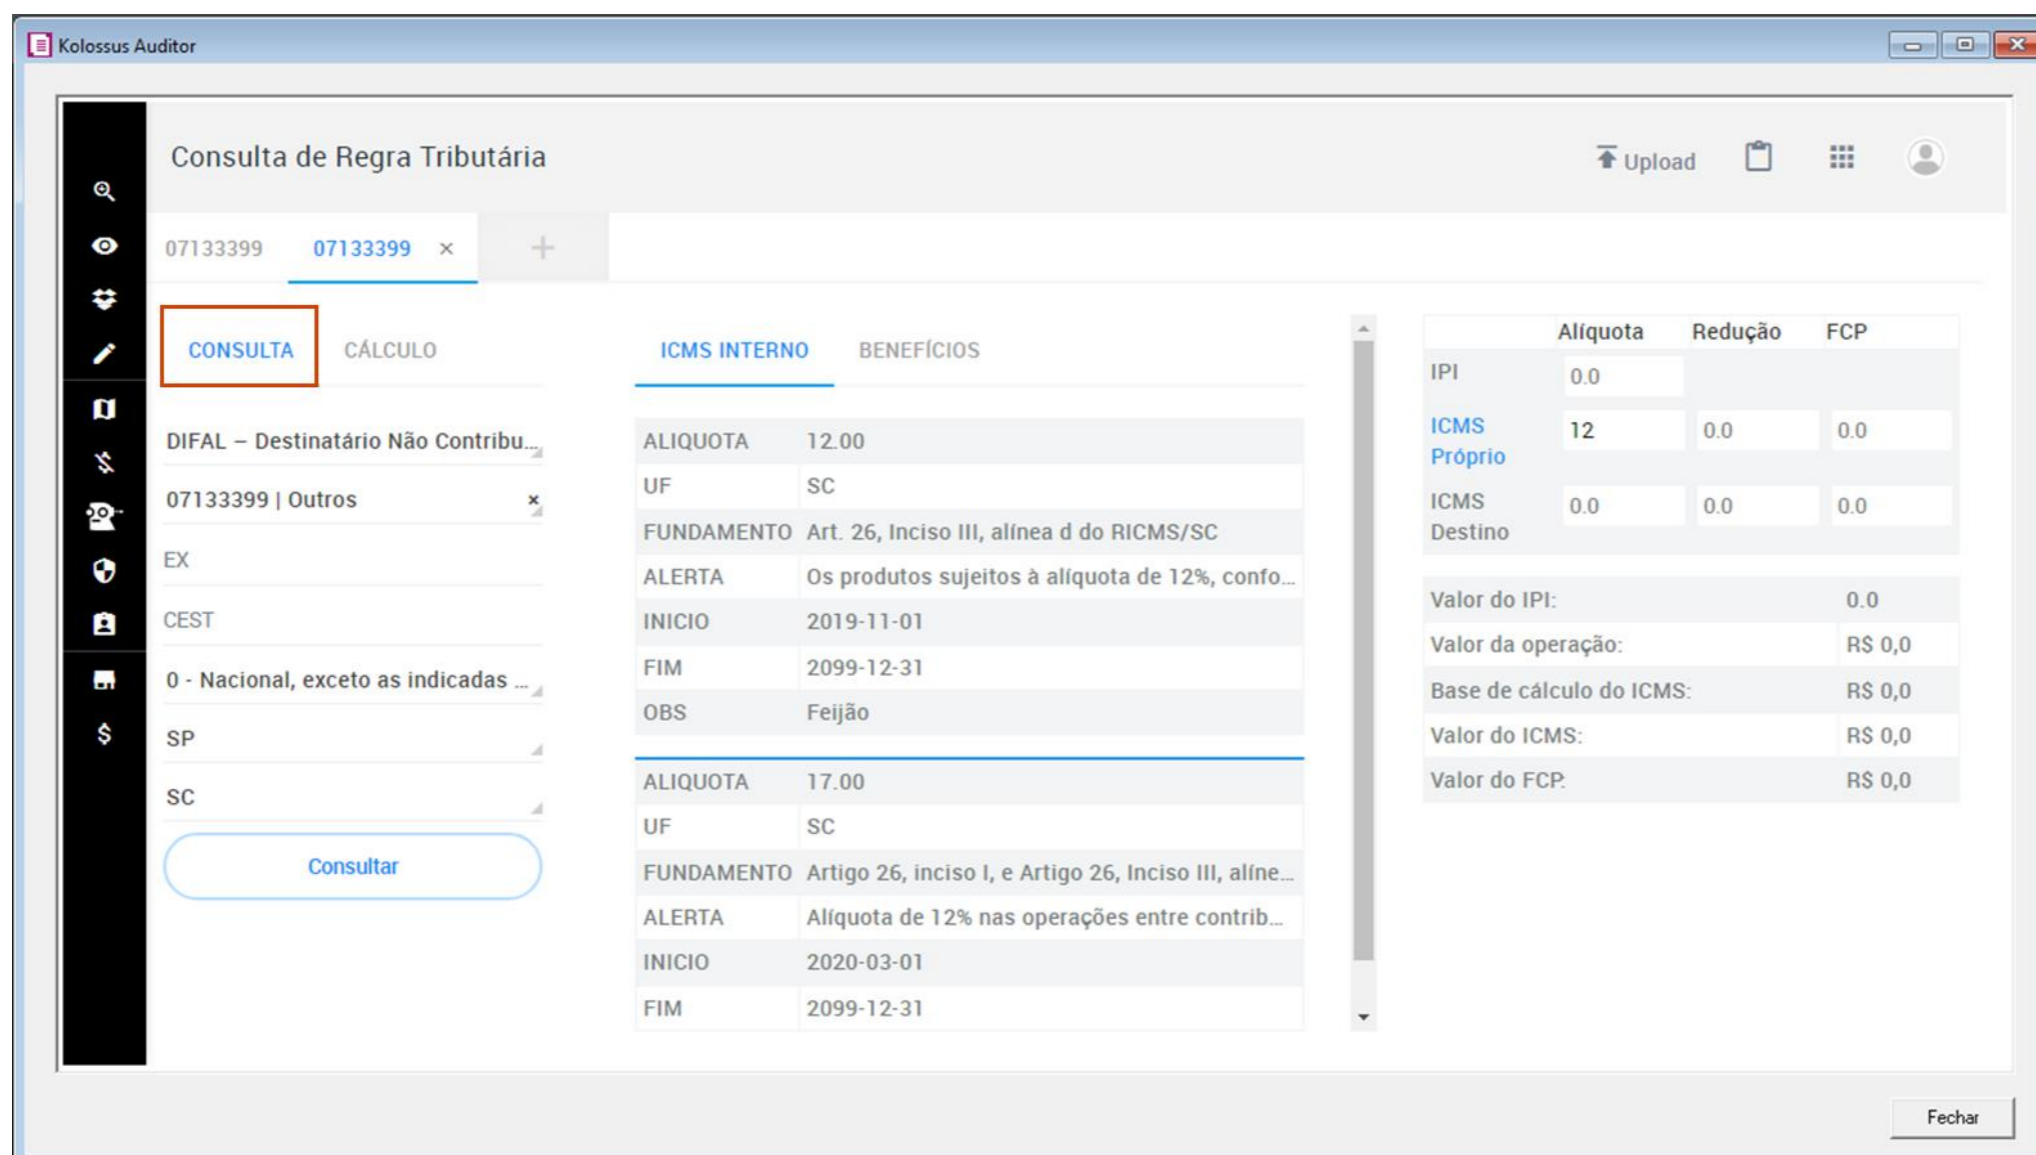 Kolossus Auditor
Consulta de Regra Tributária
Upload
07133399
07133399 ×
+
CONSULTA
CÁLCULO
DIFAL – Destinatário Não Contribu...
07133399 | Outros ×
EX
CEST
0 - Nacional, exceto as indicadas ...
SP
SC
Consultar
ICMS INTERNO
BENEFÍCIOS
ALIQUOTA 12.00
UF SC
FUNDAMENTO Art. 26, Inciso III, alínea d do RICMS/SC
ALERTA Os produtos sujeitos à alíquota de 12%, confo...
INICIO 2019-11-01
FIM 2099-12-31
OBS Feijão
ALIQUOTA 17.00
UF SC
FUNDAMENTO Artigo 26, inciso I, e Artigo 26, Inciso III, alíne...
ALERTA Alíquota de 12% nas operações entre contrib...
INICIO 2020-03-01
FIM 2099-12-31
Alíquota Redução FCP
IPI 0.0
ICMS Próprio 12 0.0 0.0
ICMS Destino 0.0 0.0 0.0
Valor do IPI: 0.0
Valor da operação: R$ 0,0
Base de cálculo do ICMS: R$ 0,0
Valor do ICMS: R$ 0,0
Valor do FCP: R$ 0,0
Fechar